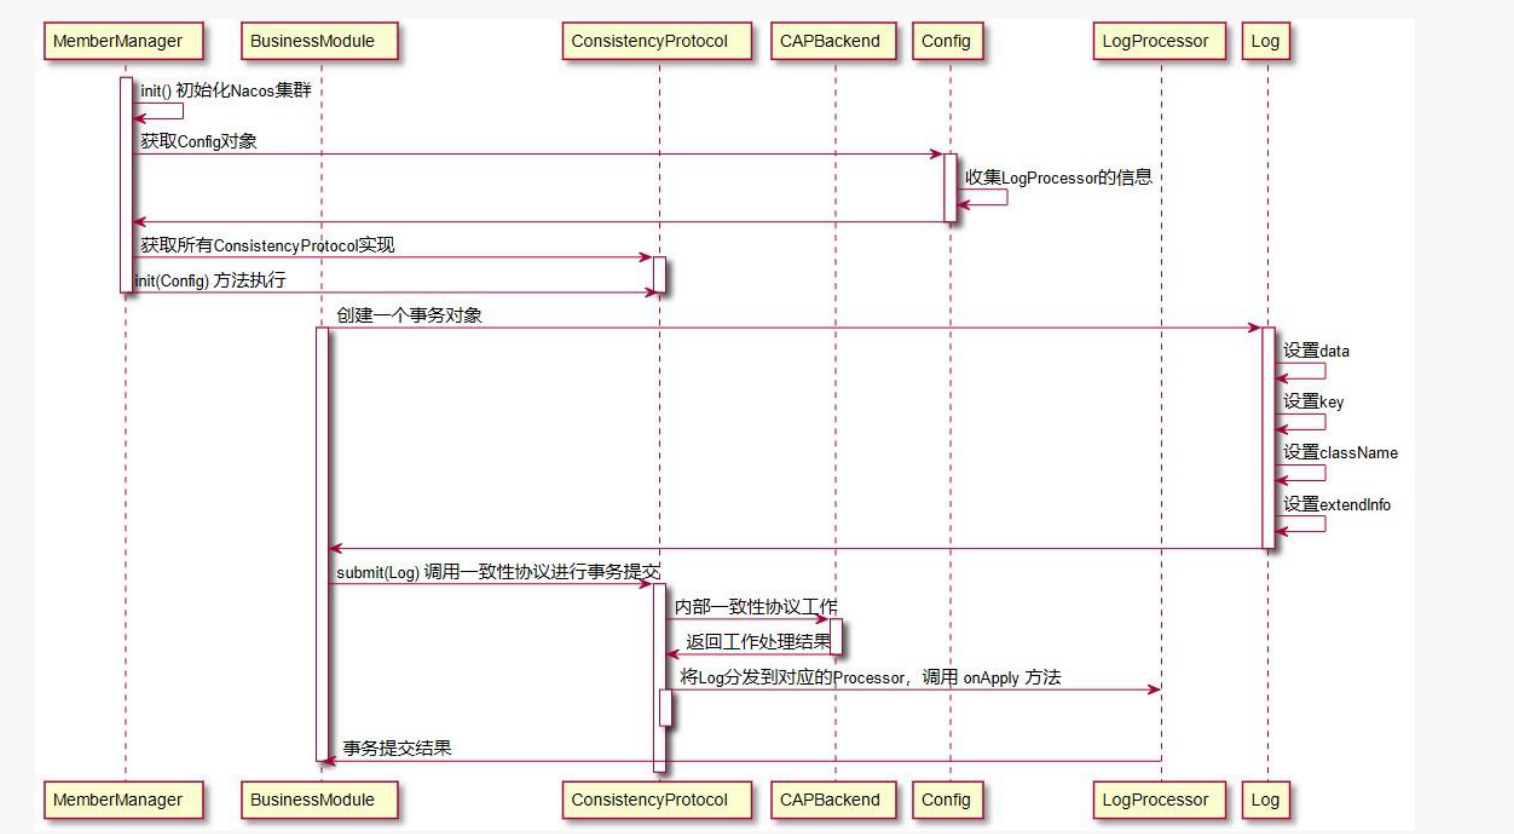 MemberManager BusinessModule ConsistencyProtocol CAPBackend Config LogProcessor Log
init() 初始化Nacos集群
获取Config对象
收集LogProcessor的信息
获取所有ConsistencyProtocol实现
init(Config) 方法执行
创建一个事务对象
设置data
设置key
设置className
设置extendInfo
submit(Log) 调用一致性协议进行事务提交
内部一致性协议工作
返回工作处理结果
将Log分发到对应的Processor，调用 onApply 方法
事务提交结果
MemberManager BusinessModule ConsistencyProtocol CAPBackend Config LogProcessor Log